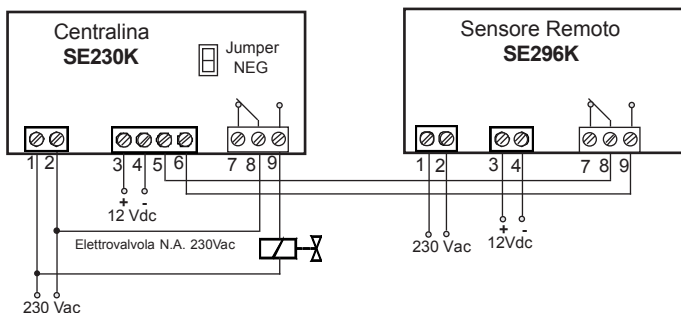 Centralina
SE230K
Jumper
NEG
1 2 3 4 5 6 7 8 9
+ -
12 Vdc
Elettrovalvola N.A. 230Vac
230 Vac
Sensore Remoto
SE296K
1 2 3 4 7 8 9
+ -
230 Vac 12Vdc